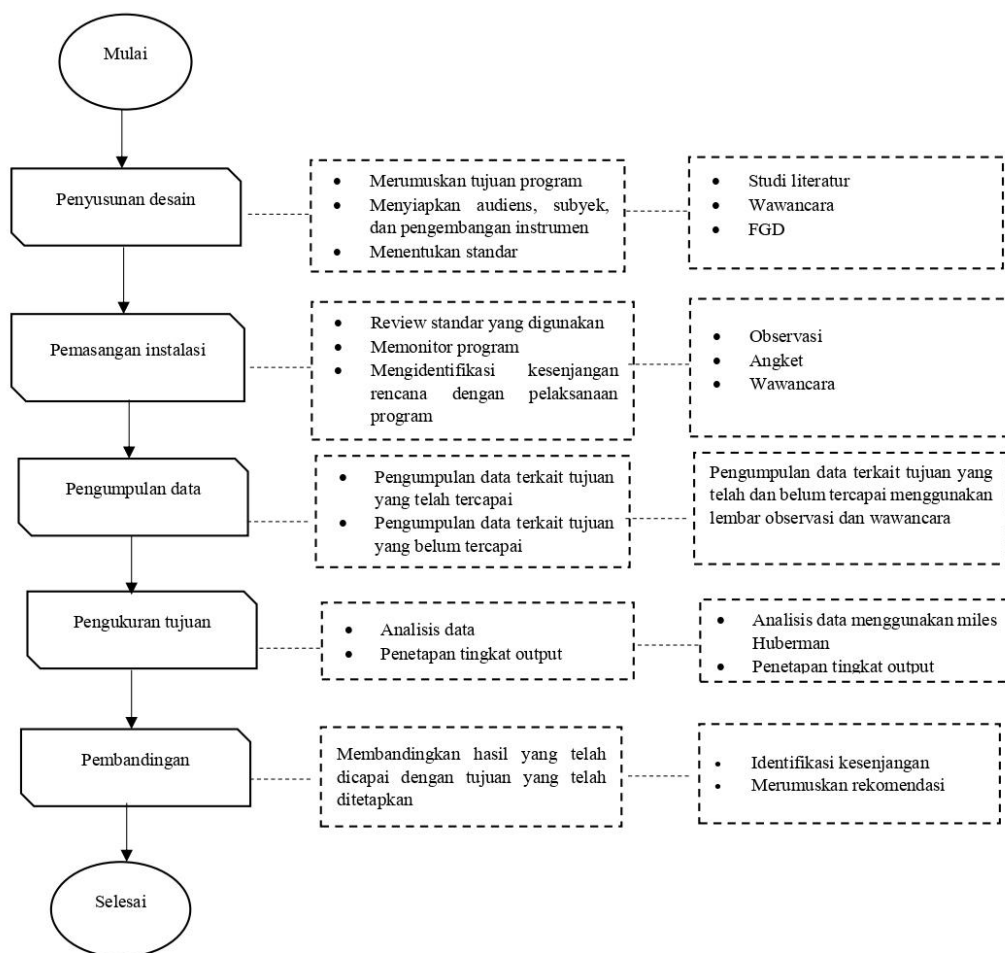 Mulai
Penyusunan desain
• Merumuskan tujuan program
• Menyiapkan audiens, subyek,
dan pengembangan instrumen
• Menentukan standar
• Studi literatur
• Wawancara
• FGD
Pemasangan instalasi
• Review standar yang digunakan
• Memonitor program
• Mengidentifikasi kesenjangan
rencana dengan pelaksanaan
program
• Observasi
• Angket
• Wawancara
Pengumpulan data
• Pengumpulan data terkait tujuan
yang telah tercapai
• Pengumpulan data terkait tujuan
yang belum tercapai
Pengumpulan data terkait tujuan yang
telah dan belum tercapai menggunakan
lembar observasi dan wawancara
Pengukuran tujuan
• Analisis data
• Penetapan tingkat output
• Analisis data menggunakan miles
Huberman
• Penetapan tingkat output
Pembandingan
Membandingkan hasil yang telah
dicapai dengan tujuan yang telah
ditetapkan
• Identifikasi kesenjangan
• Merumuskan rekomendasi
Selesai